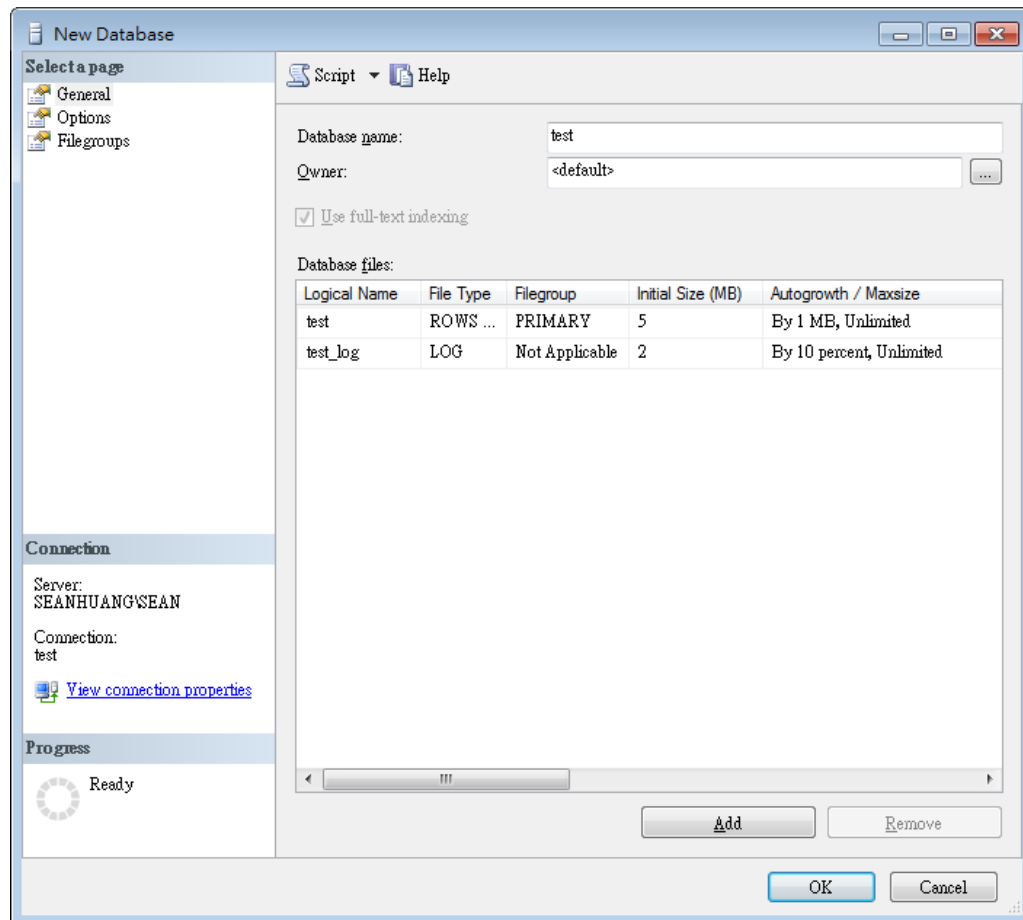 New Database
Select a page
General
Options
Filegroups
Script
Help
Database name:
test
Owner:
<default>
...
Use full-text indexing
Database files:
Logical Name File Type Filegroup Initial Size (MB) Autogrowth / Maxsize
test ROWS ... PRIMARY 5 By 1 MB, Unlimited
test_log LOG Not Applicable 2 By 10 percent, Unlimited
Connection
Server:
SEANHUANG\SEAN
Connection:
test
View connection properties
Progress
Ready
Add
Remove
OK
Cancel